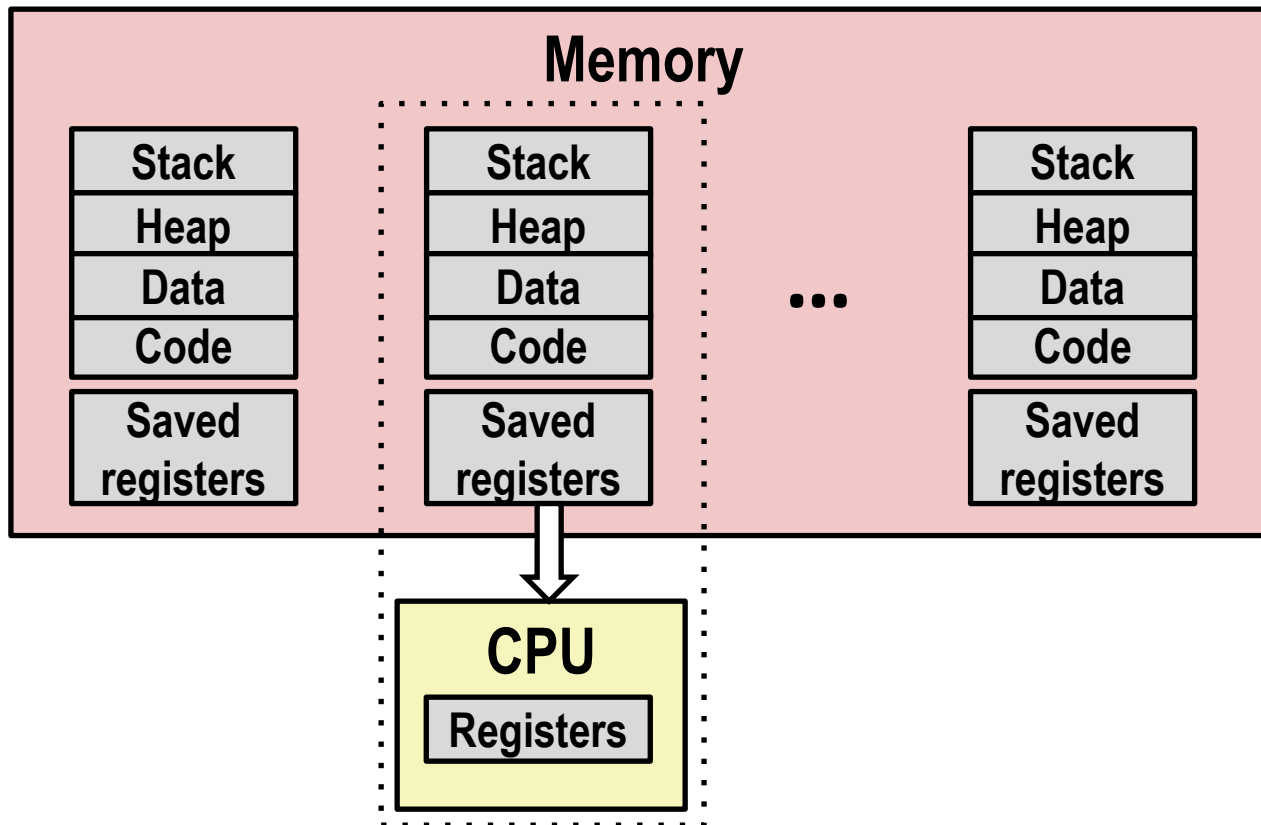 Memory
Stack
Heap
Data
Code
Saved
registers
Stack
Heap
Data
Code
Saved
registers
...
Stack
Heap
Data
Code
Saved
registers
CPU
Registers